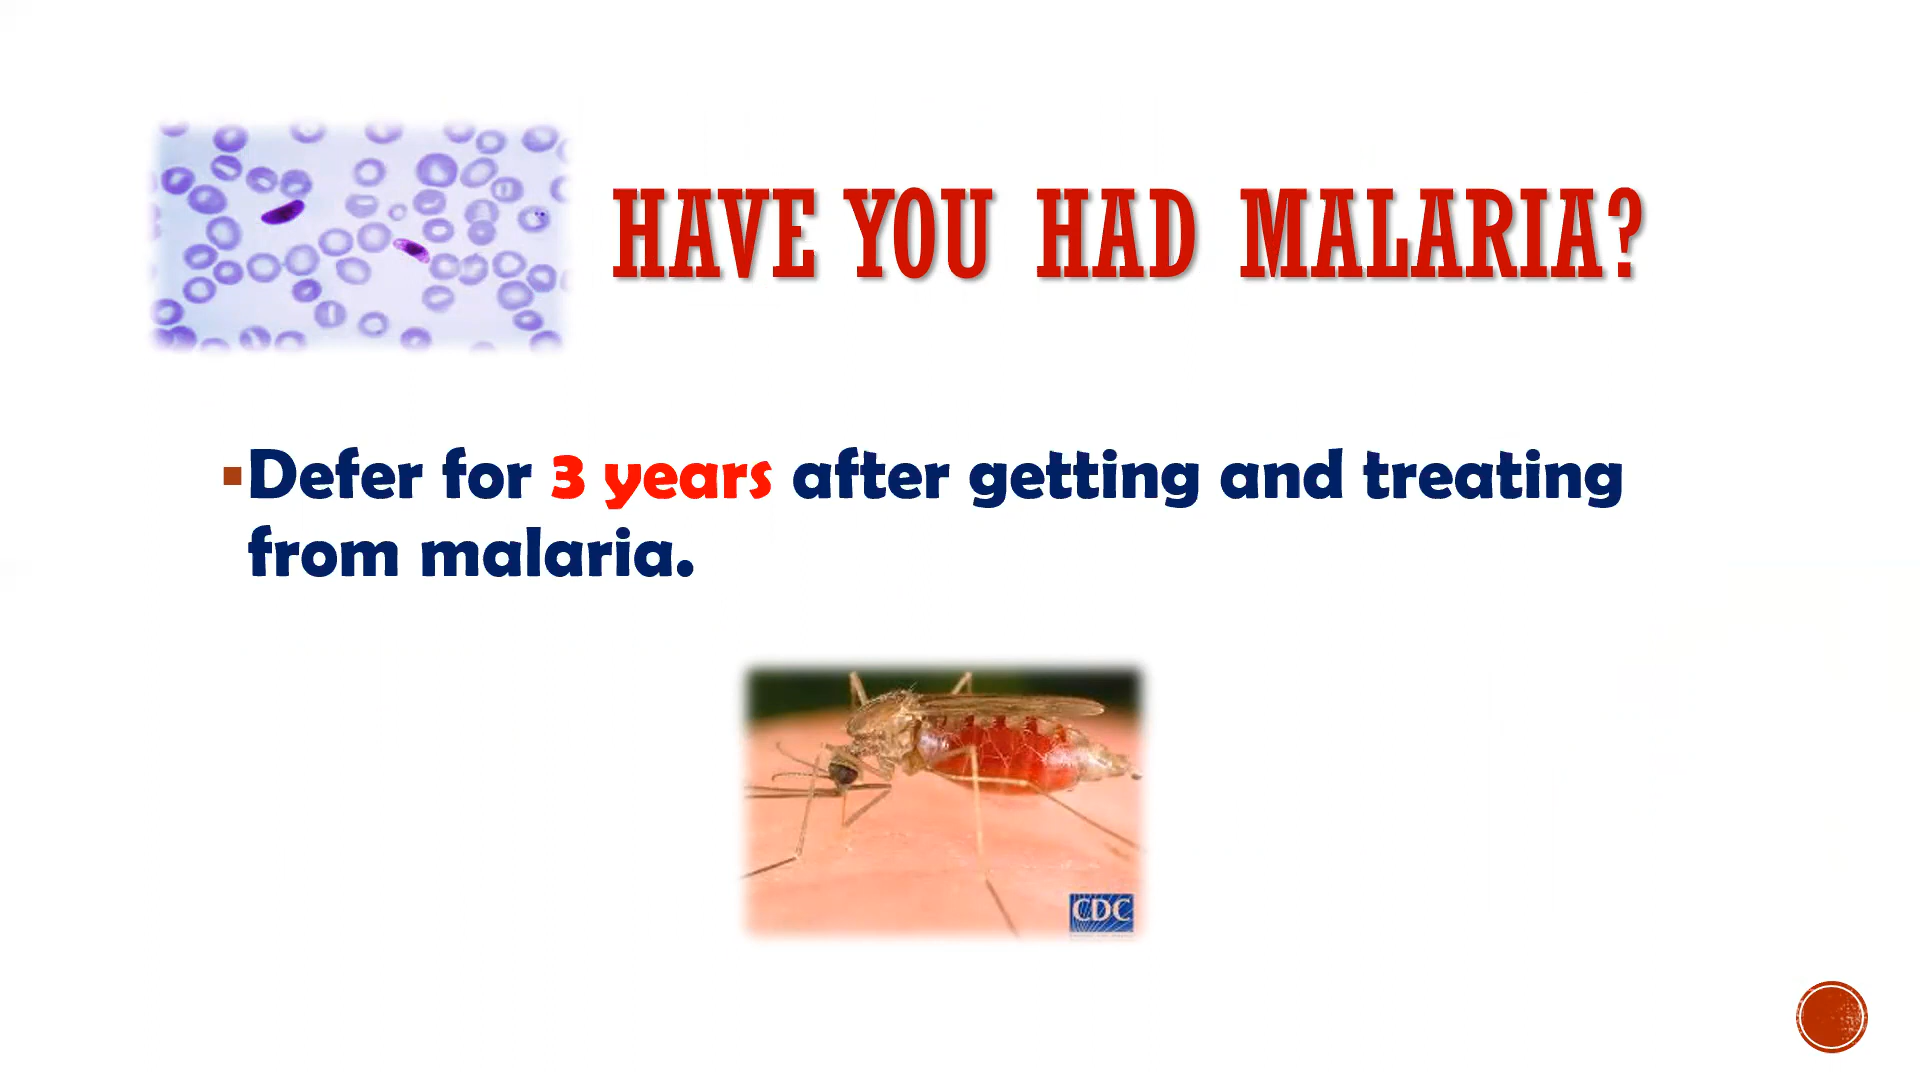 HAVE YOU HAD MALARIA?
▪Defer for 3 years after getting and treating
from malaria.
CDC